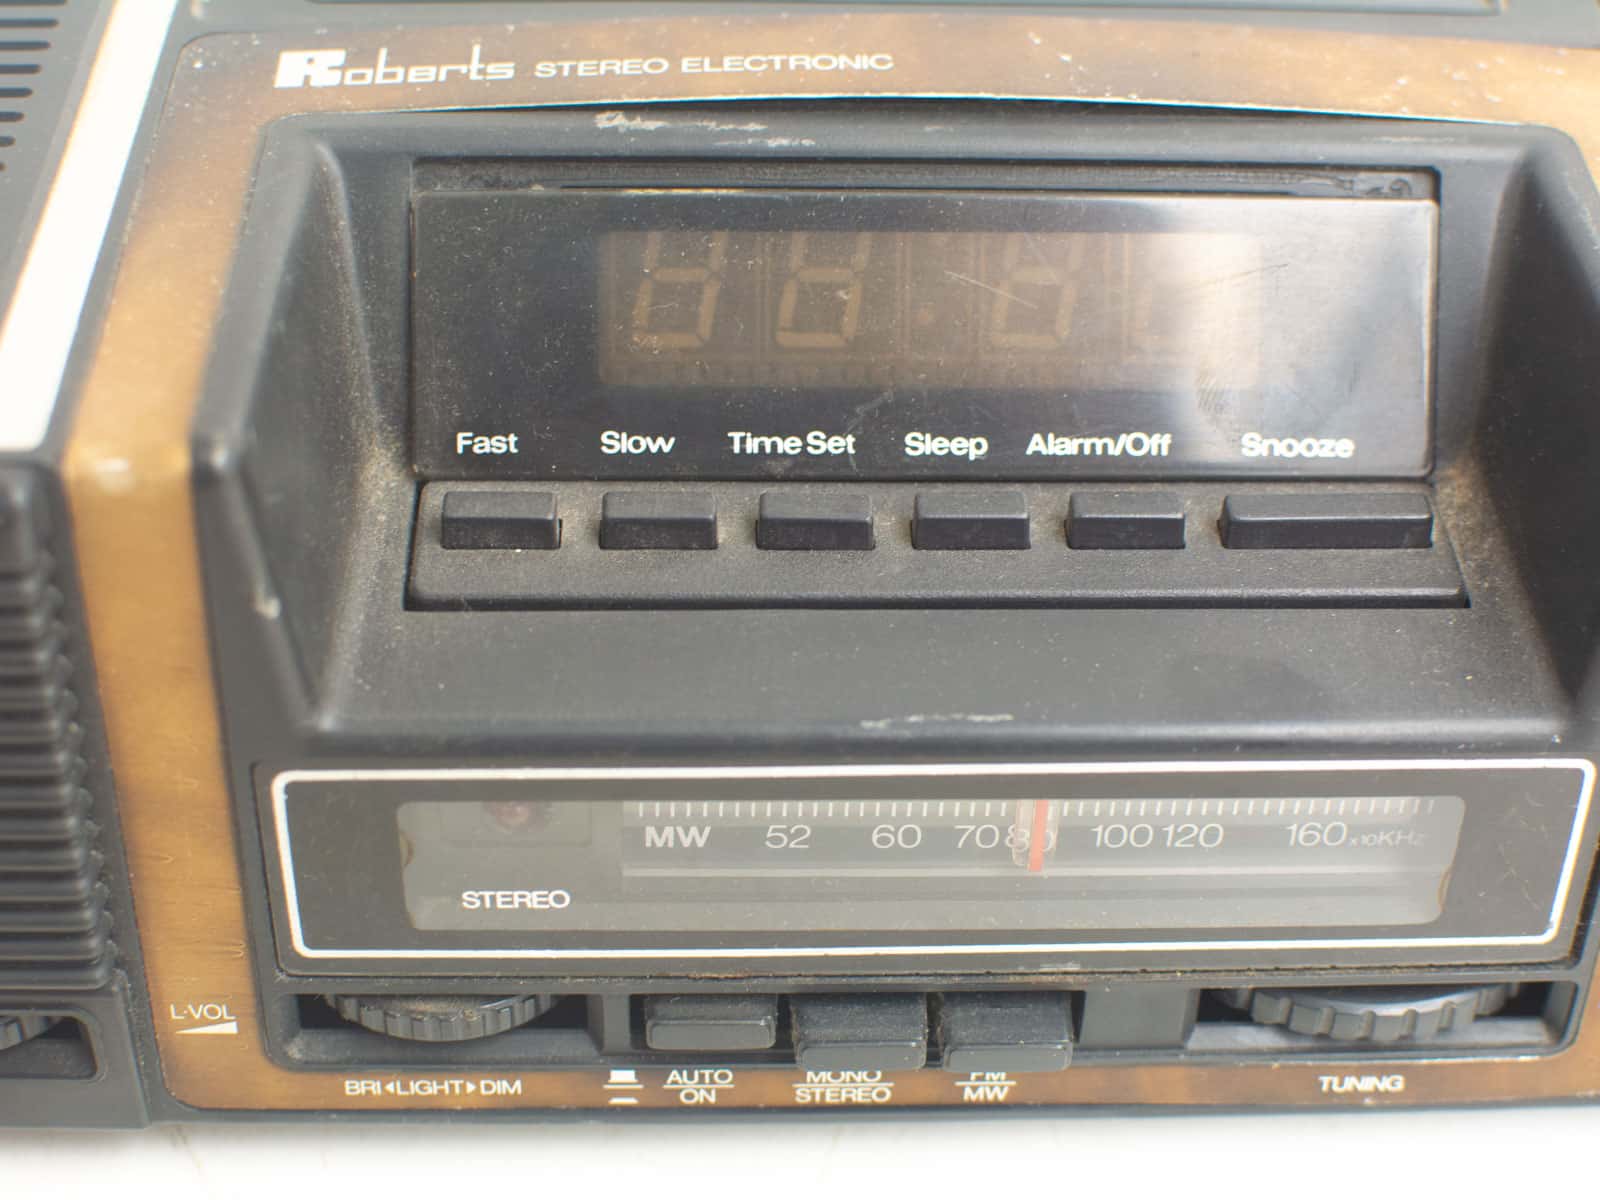 Roberts STEREO ELECTRONIC
Fast Slow Time Set Sleep Alarm/Off Snooze
MW 52 60 70 80 100 120 160 x10KHz
STEREO
L·VOL
BRI◀LIGHT▶DIM AUTO MONO FM TUNING
ON STEREO MW